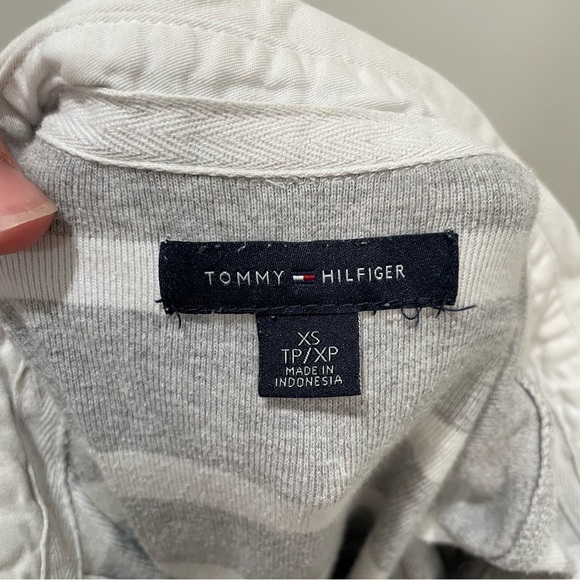 TOMMY HILFIGER
XS
TP/XP
MADE IN
INDONESIA